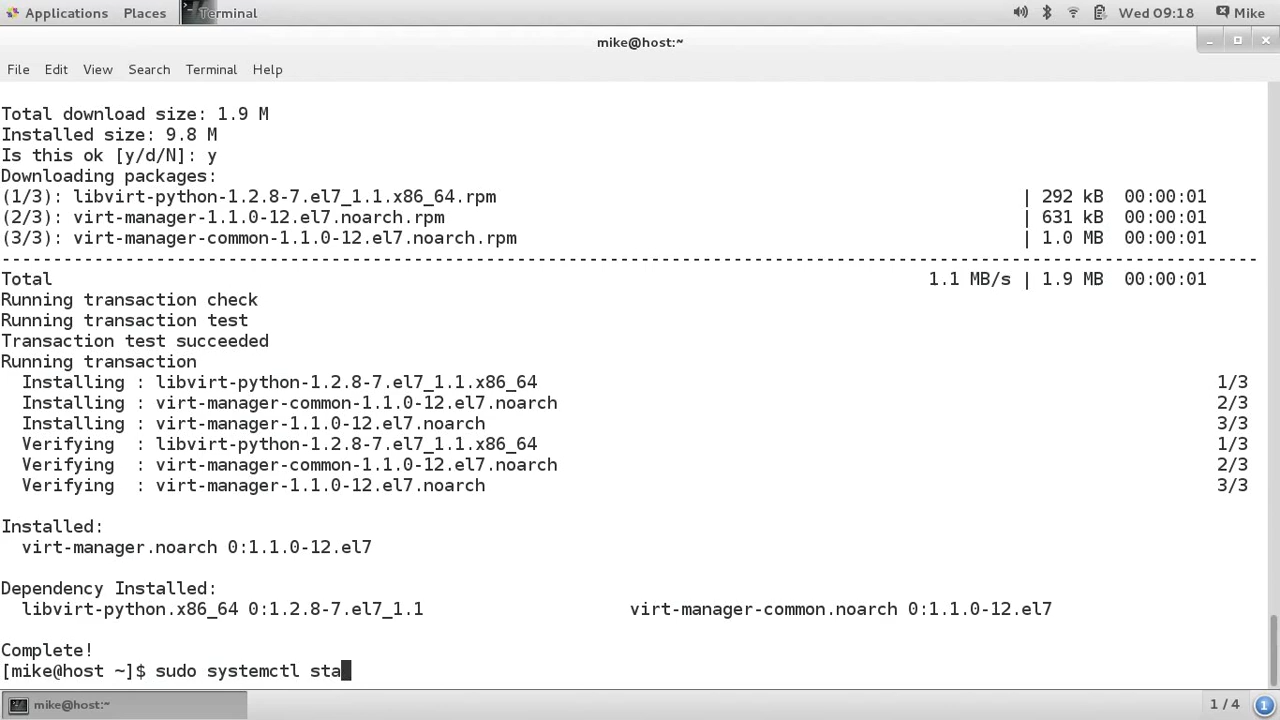 Applications Places Terminal Wed 09:18 Mike
mike@host:~
File Edit View Search Terminal Help
Total download size: 1.9 M
Installed size: 9.8 M
Is this ok [y/d/N]: y
Downloading packages:
(1/3): libvirt-python-1.2.8-7.el7_1.1.x86_64.rpm | 292 kB 00:00:01
(2/3): virt-manager-1.1.0-12.el7.noarch.rpm | 631 kB 00:00:01
(3/3): virt-manager-common-1.1.0-12.el7.noarch.rpm | 1.0 MB 00:00:01
--------------------------------------------------------------------------------------------------------------------------
Total 1.1 MB/s | 1.9 MB 00:00:01
Running transaction check
Running transaction test
Transaction test succeeded
Running transaction
Installing : libvirt-python-1.2.8-7.el7_1.1.x86_64 1/3
Installing : virt-manager-common-1.1.0-12.el7.noarch 2/3
Installing : virt-manager-1.1.0-12.el7.noarch 3/3
Verifying : libvirt-python-1.2.8-7.el7_1.1.x86_64 1/3
Verifying : virt-manager-common-1.1.0-12.el7.noarch 2/3
Verifying : virt-manager-1.1.0-12.el7.noarch 3/3
Installed:
virt-manager.noarch 0:1.1.0-12.el7
Dependency Installed:
libvirt-python.x86_64 0:1.2.8-7.el7_1.1 virt-manager-common.noarch 0:1.1.0-12.el7
Complete!
[mike@host ~]$ sudo systemctl sta
mike@host:~ 1 / 4 1